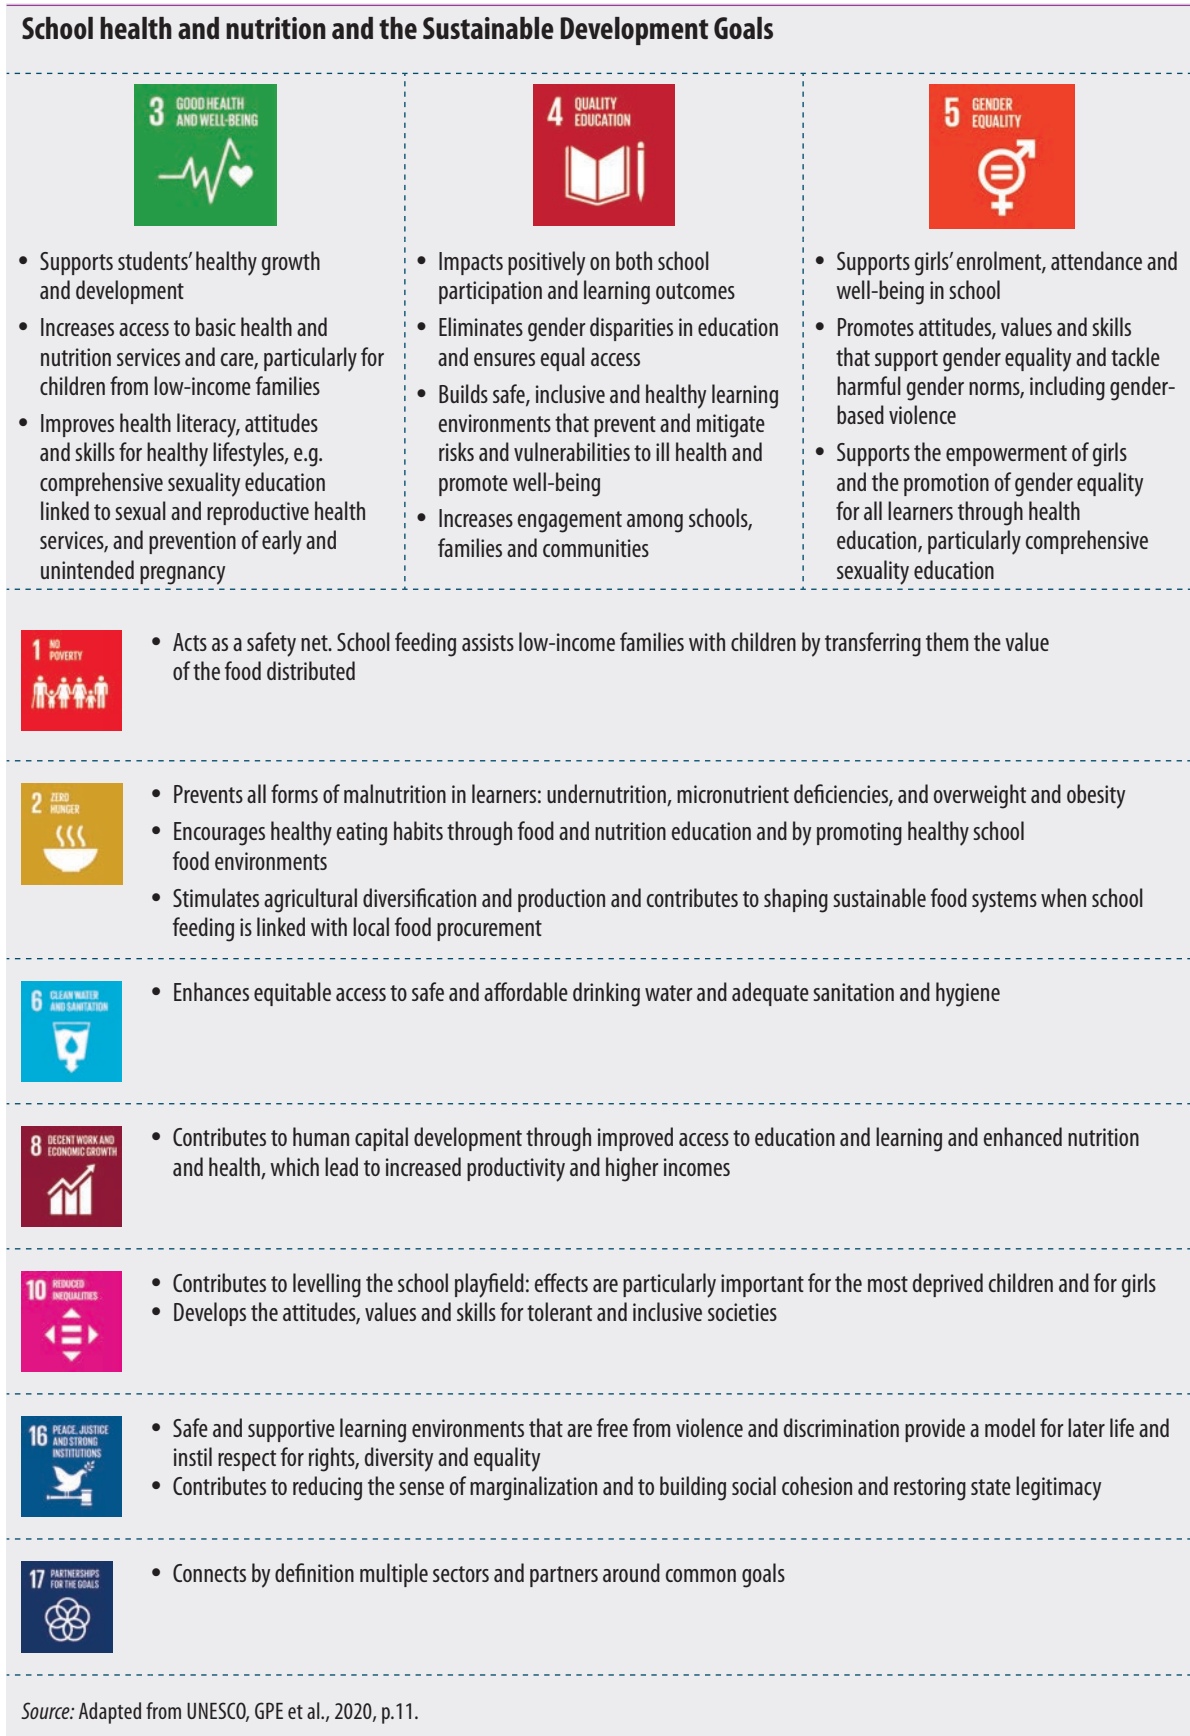 School health and nutrition and the Sustainable Development Goals
3 GOOD HEALTH
AND WELL-BEING
• Supports students’ healthy growth
and development
• Increases access to basic health and
nutrition services and care, particularly for
children from low-income families
• Improves health literacy, attitudes
and skills for healthy lifestyles, e.g.
comprehensive sexuality education
linked to sexual and reproductive health
services, and prevention of early and
unintended pregnancy
4 QUALITY
EDUCATION
• Impacts positively on both school
participation and learning outcomes
• Eliminates gender disparities in education
and ensures equal access
• Builds safe, inclusive and healthy learning
environments that prevent and mitigate
risks and vulnerabilities to ill health and
promote well-being
• Increases engagement among schools,
families and communities
5 GENDER
EQUALITY
• Supports girls’ enrolment, attendance and
well-being in school
• Promotes attitudes, values and skills
that support gender equality and tackle
harmful gender norms, including gender-
based violence
• Supports the empowerment of girls
and the promotion of gender equality
for all learners through health
education, particularly comprehensive
sexuality education
1 NO
POVERTY
• Acts as a safety net. School feeding assists low-income families with children by transferring them the value
of the food distributed
2 ZERO
HUNGER
• Prevents all forms of malnutrition in learners: undernutrition, micronutrient deficiencies, and overweight and obesity
• Encourages healthy eating habits through food and nutrition education and by promoting healthy school
food environments
• Stimulates agricultural diversification and production and contributes to shaping sustainable food systems when school
feeding is linked with local food procurement
6 CLEAN WATER
AND SANITATION
• Enhances equitable access to safe and affordable drinking water and adequate sanitation and hygiene
8 DECENT WORK AND
ECONOMIC GROWTH
• Contributes to human capital development through improved access to education and learning and enhanced nutrition
and health, which lead to increased productivity and higher incomes
10 REDUCED
INEQUALITIES
• Contributes to levelling the school playfield: effects are particularly important for the most deprived children and for girls
• Develops the attitudes, values and skills for tolerant and inclusive societies
16 PEACE, JUSTICE
AND STRONG
INSTITUTIONS
• Safe and supportive learning environments that are free from violence and discrimination provide a model for later life and
instil respect for rights, diversity and equality
• Contributes to reducing the sense of marginalization and to building social cohesion and restoring state legitimacy
17 PARTNERSHIPS
FOR THE GOALS
• Connects by definition multiple sectors and partners around common goals
Source: Adapted from UNESCO, GPE et al., 2020, p.11.